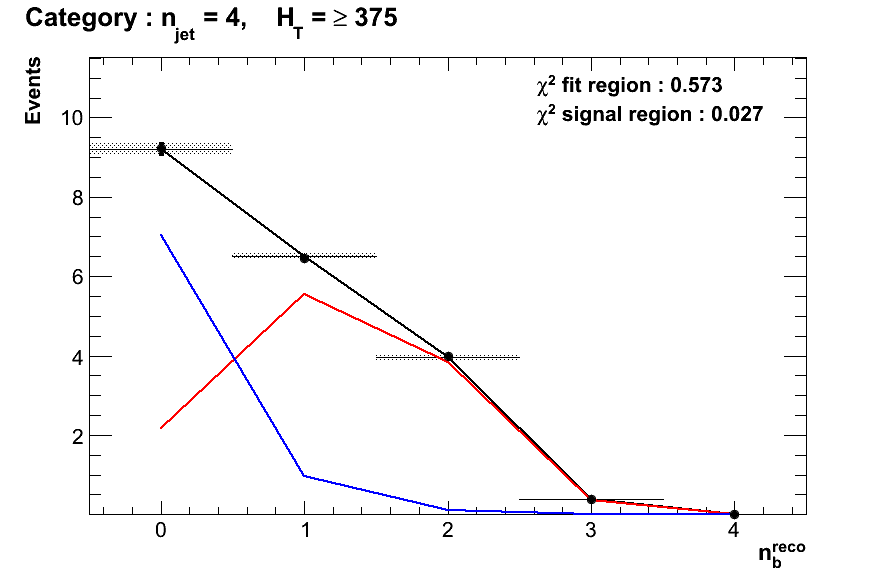 Category : n_jet = 4, H_T = ≥ 375
Events
χ² fit region : 0.573
χ² signal region : 0.027
10
8
6
4
2
0 1 2 3 4
n_b^reco